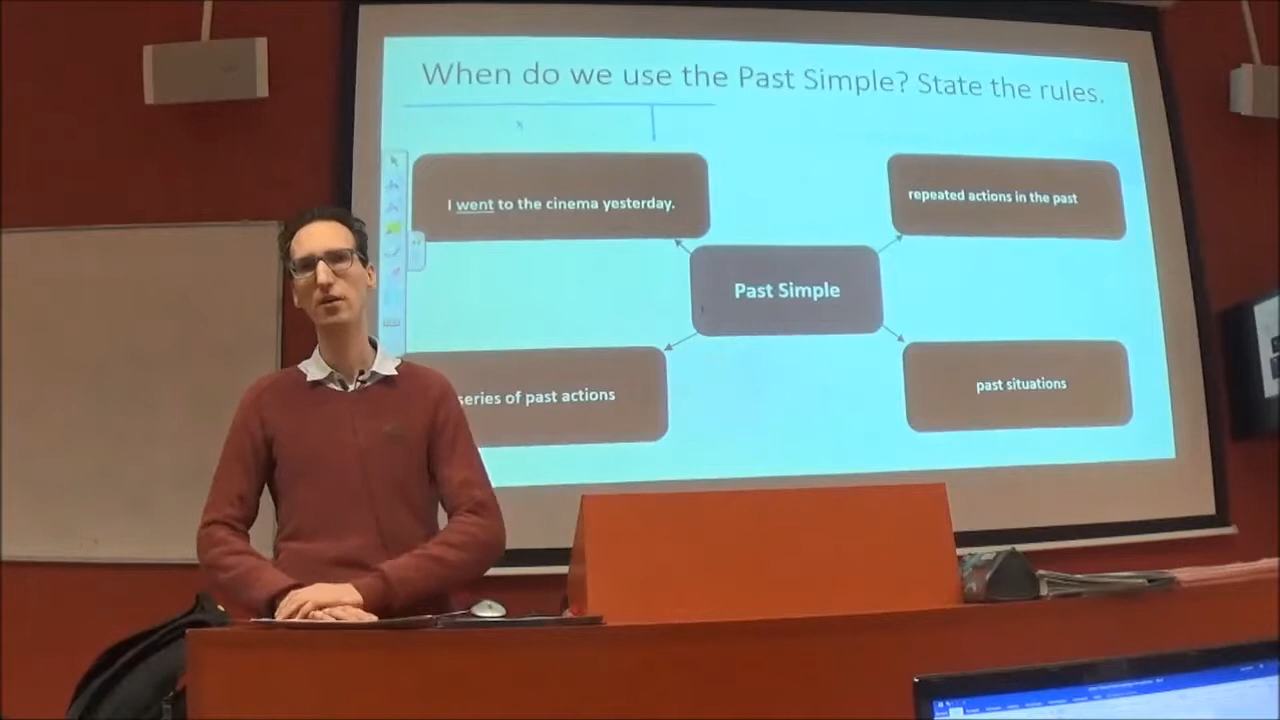 When do we use the Past Simple? State the rules.
I went to the cinema yesterday.
repeated actions in the past
Past Simple
series of past actions
past situations